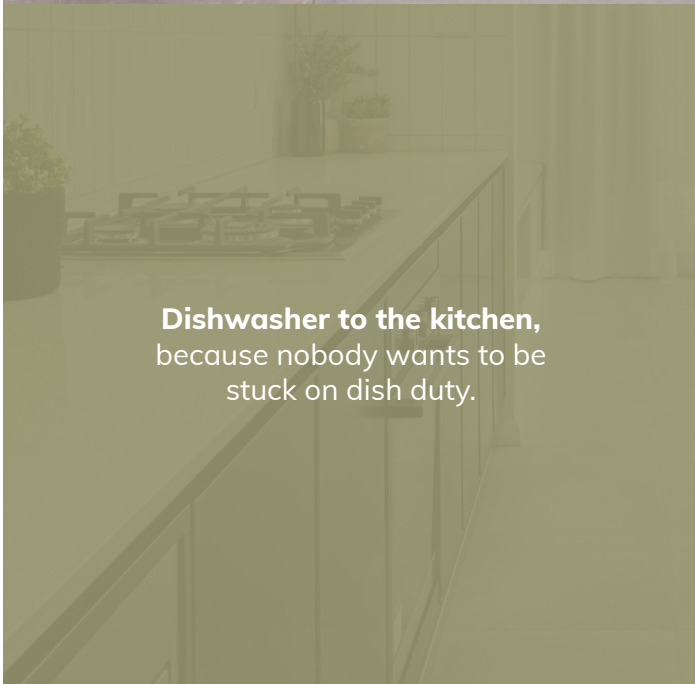 Dishwasher to the kitchen,
because nobody wants to be
stuck on dish duty.